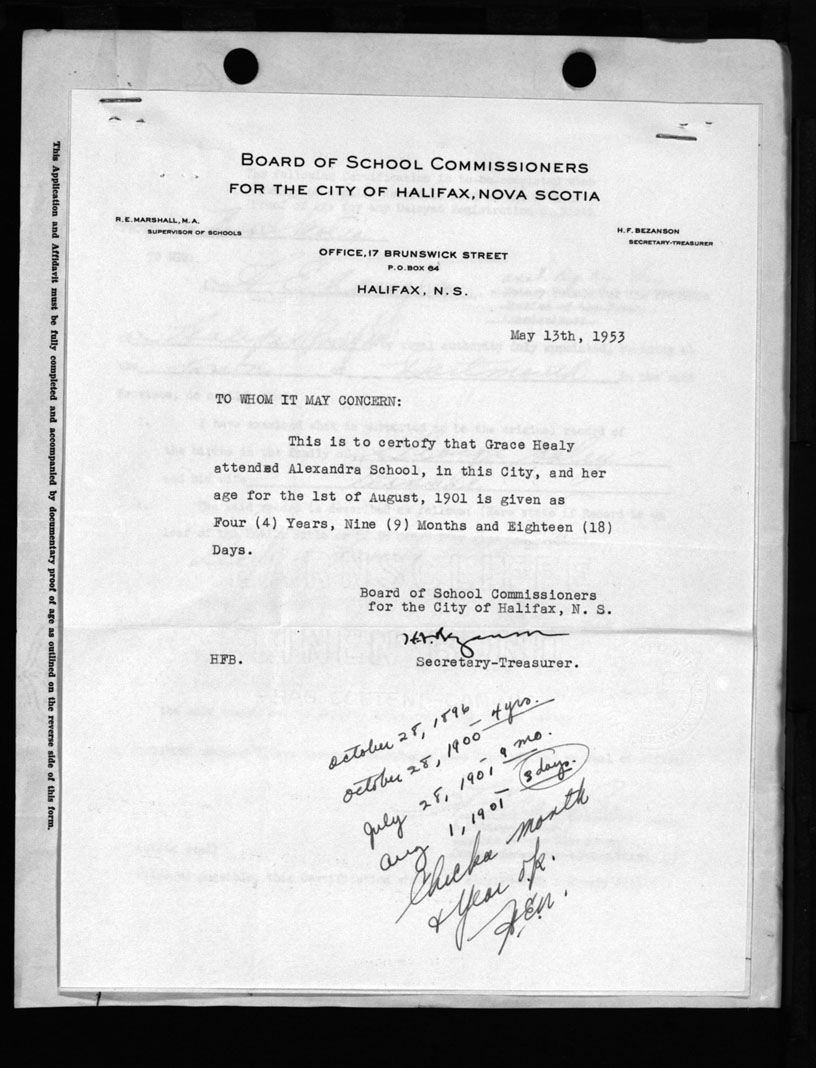 BOARD OF SCHOOL COMMISSIONERS
FOR THE CITY OF HALIFAX, NOVA SCOTIA
R. E. MARSHALL, M. A.
SUPERVISOR OF SCHOOLS
H. F. BEZANSON
SECRETARY-TREASURER
OFFICE, 17 BRUNSWICK STREET
P. O. BOX 64
HALIFAX, N. S.
May 13th, 1953
TO WHOM IT MAY CONCERN:
This is to certofy that Grace Healy
attended Alexandra School, in this City, and her
age for the 1st of August, 1901 is given as
Four (4) Years, Nine (9) Months and Eighteen (18)
Days.
Board of School Commissioners
for the City of Halifax, N. S.
H.F. Bezanson
HFB.
Secretary-Treasurer.
October 28, 1896
October 28, 1900 - 4 yrs.
July 28, 1901 - 9 mo.
Aug 1, 1901 - 3 days.
Checks month
& Year o.k.
This Application and Affidavit must be fully completed and accompanied by documentary proof of age as outlined on the reverse side of this form.